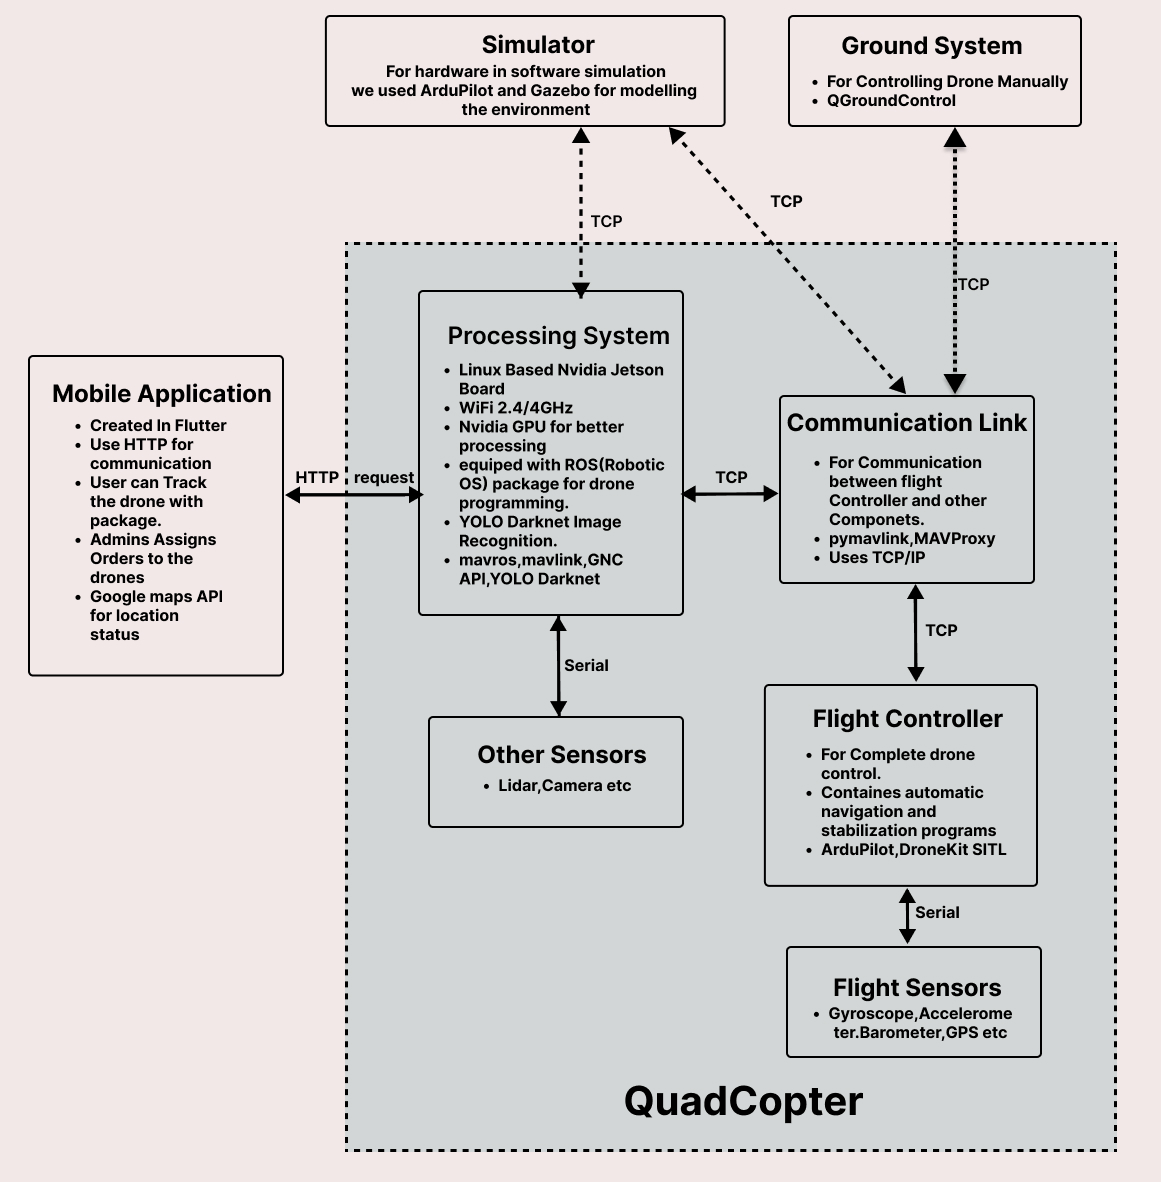 Simulator
For hardware in software simulation
we used ArduPilot and Gazebo for modelling
the environment
Ground System
• For Controlling Drone Manually
• QGroundControl
TCP
TCP
TCP
Mobile Application
• Created In Flutter
• Use HTTP for
communication
• User can Track
the drone with
package.
• Admins Assigns
Orders to the
drones
• Google maps API
for location
status
HTTP request
Processing System
• Linux Based Nvidia Jetson
Board
• WiFi 2.4/4GHz
• Nvidia GPU for better
processing
• equiped with ROS(Robotic
OS) package for drone
programming.
• YOLO Darknet Image
Recognition.
• mavros,mavlink,GNC
API,YOLO Darknet
TCP
Communication Link
• For Communication
between flight
Controller and other
Componets.
• pymavlink,MAVProxy
• Uses TCP/IP
Serial
TCP
Other Sensors
• Lidar,Camera etc
Flight Controller
• For Complete drone
control.
• Containes automatic
navigation and
stabilization programs
• ArduPilot,DroneKit SITL
Serial
Flight Sensors
• Gyroscope,Accelerome
ter.Barometer,GPS etc
QuadCopter